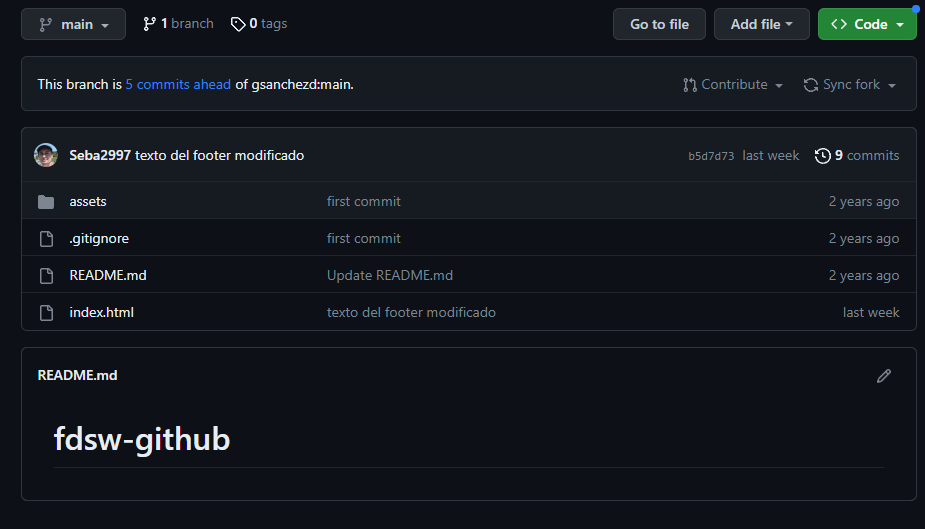 main 1 branch 0 tags Go to file Add file Code
This branch is 5 commits ahead of gsanchezd:main. Contribute Sync fork
Seba2997 texto del footer modificado b5d7d73 last week 9 commits
assets first commit 2 years ago
.gitignore first commit 2 years ago
README.md Update README.md 2 years ago
index.html texto del footer modificado last week
README.md
fdsw-github